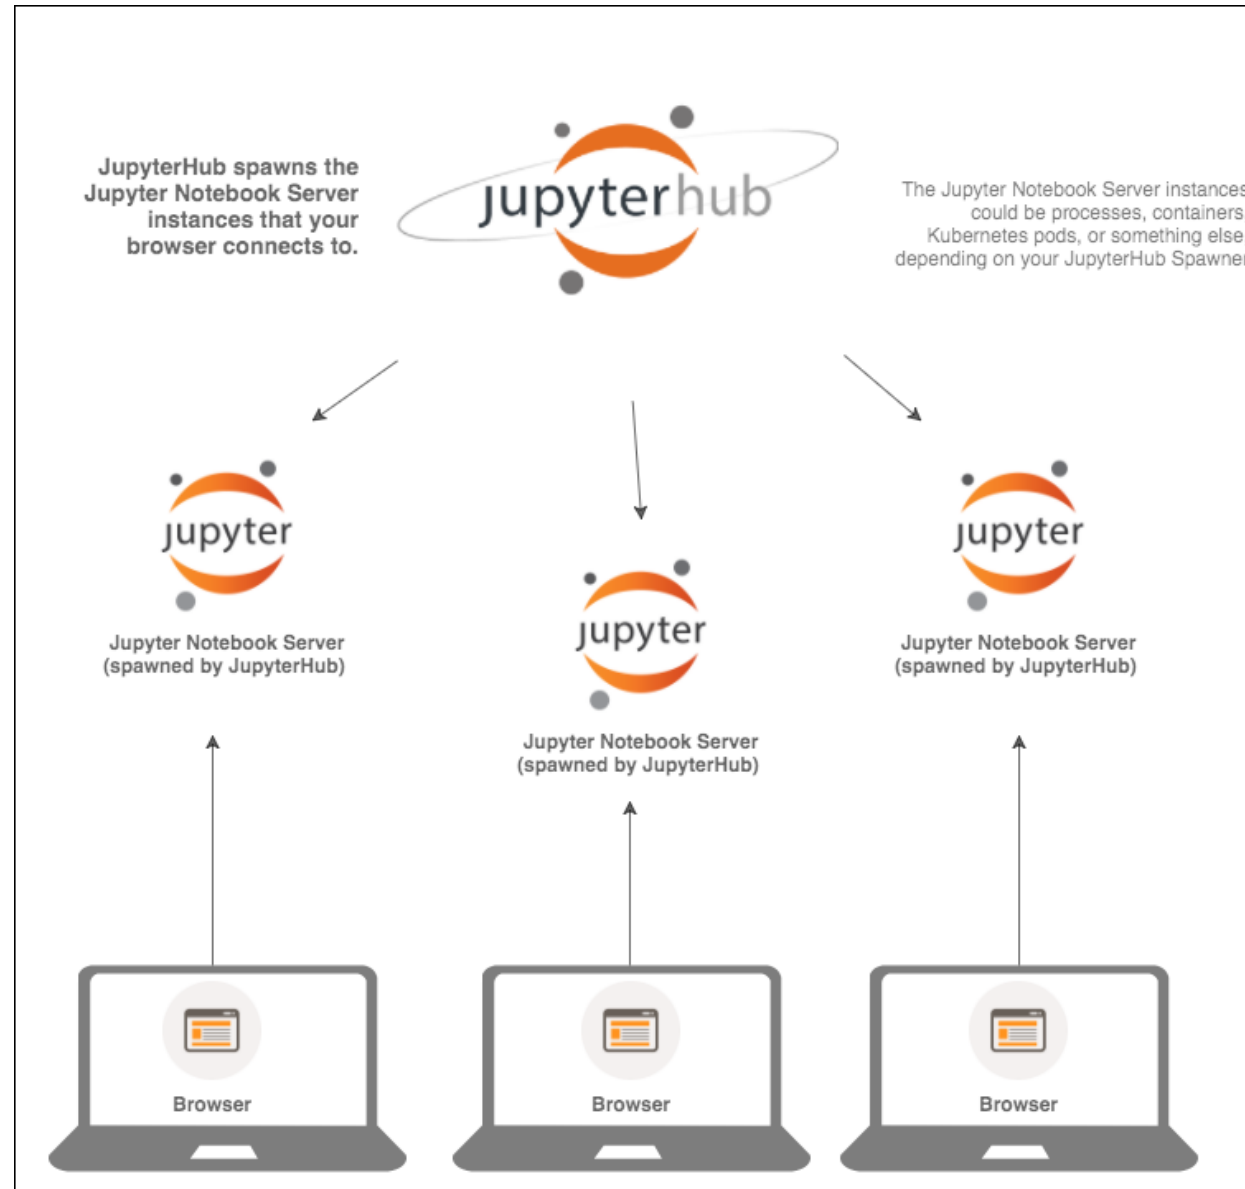 JupyterHub spawns the
Jupyter Notebook Server
instances that your
browser connects to.
jupyterhub
The Jupyter Notebook Server instances
could be processes, containers
Kubernetes pods, or something else
depending on your JupyterHub Spawner
jupyter
Jupyter Notebook Server
(spawned by JupyterHub)
jupyter
Jupyter Notebook Server
(spawned by JupyterHub)
jupyter
Jupyter Notebook Server
(spawned by JupyterHub)
Browser
Browser
Browser